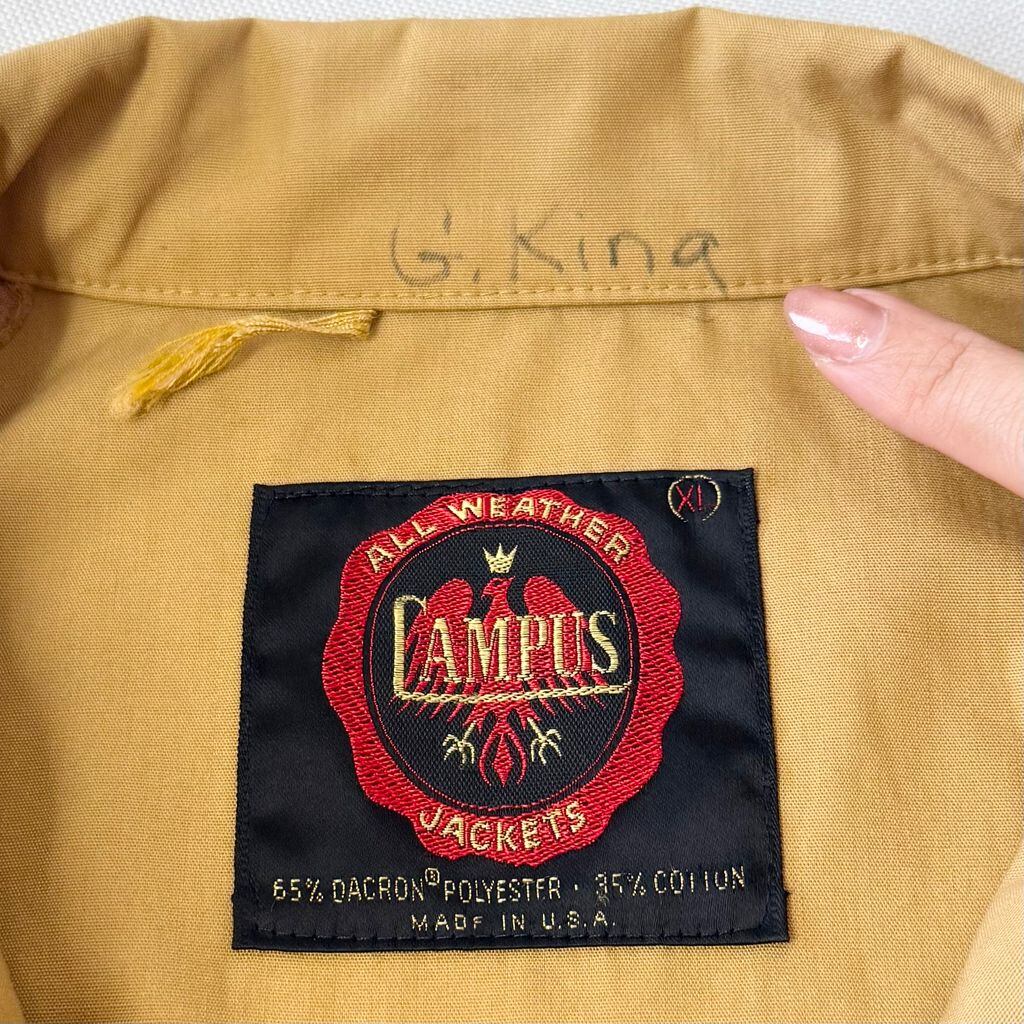 G. King
XL
ALL WEATHER
CAMPUS
JACKETS
65% DACRON® POLYESTER · 35% COTTON
MADE IN U.S.A.